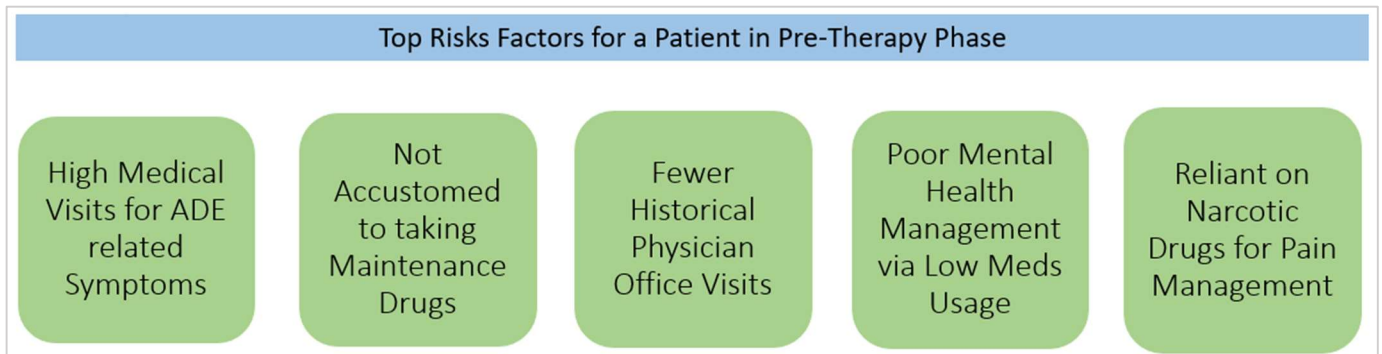 Top Risks Factors for a Patient in Pre-Therapy Phase
High Medical
Visits for ADE
related
Symptoms
Not
Accustomed
to taking
Maintenance
Drugs
Fewer
Historical
Physician
Office Visits
Poor Mental
Health
Management
via Low Meds
Usage
Reliant on
Narcotic
Drugs for Pain
Management